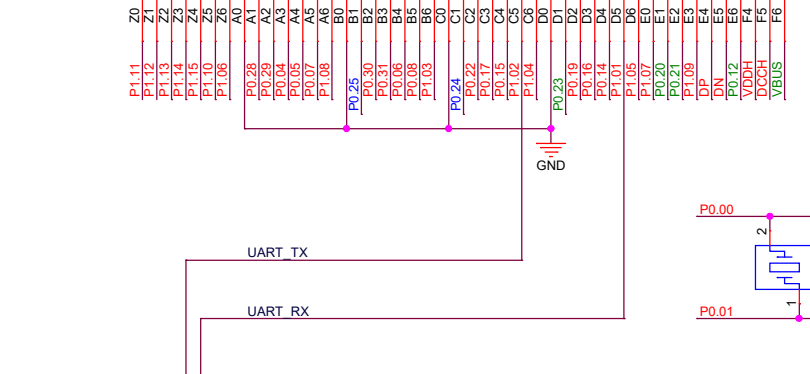 Z0 Z1 Z2 Z3 Z4 Z5 Z6 A0 A1 A2 A3 A4 A5 A6 B0 B1 B2 B3 B4 B5 B6 C0 C1 C2 C3 C4 C5 C6 D0 D1 D2 D3 D4 D5 D6 E0 E1 E2 E3 E4 E5 E6 F4 F5 F6
P1.11 P1.12 P1.13 P1.14 P1.15 P1.10 P1.06 P0.28 P0.29 P0.04 P0.05 P0.07 P1.08 P0.25 P0.30 P0.31 P0.06 P0.08 P1.03 P0.24 P0.22 P0.17 P0.15 P1.02 P1.04 P0.23 P0.19 P0.16 P0.14 P1.01 P1.05 P1.07 P0.20 P0.21 P1.09 DP DN P0.12 VDDH DCCH VBUS
GND
P0.00
2
UART_TX
1
UART_RX
P0.01